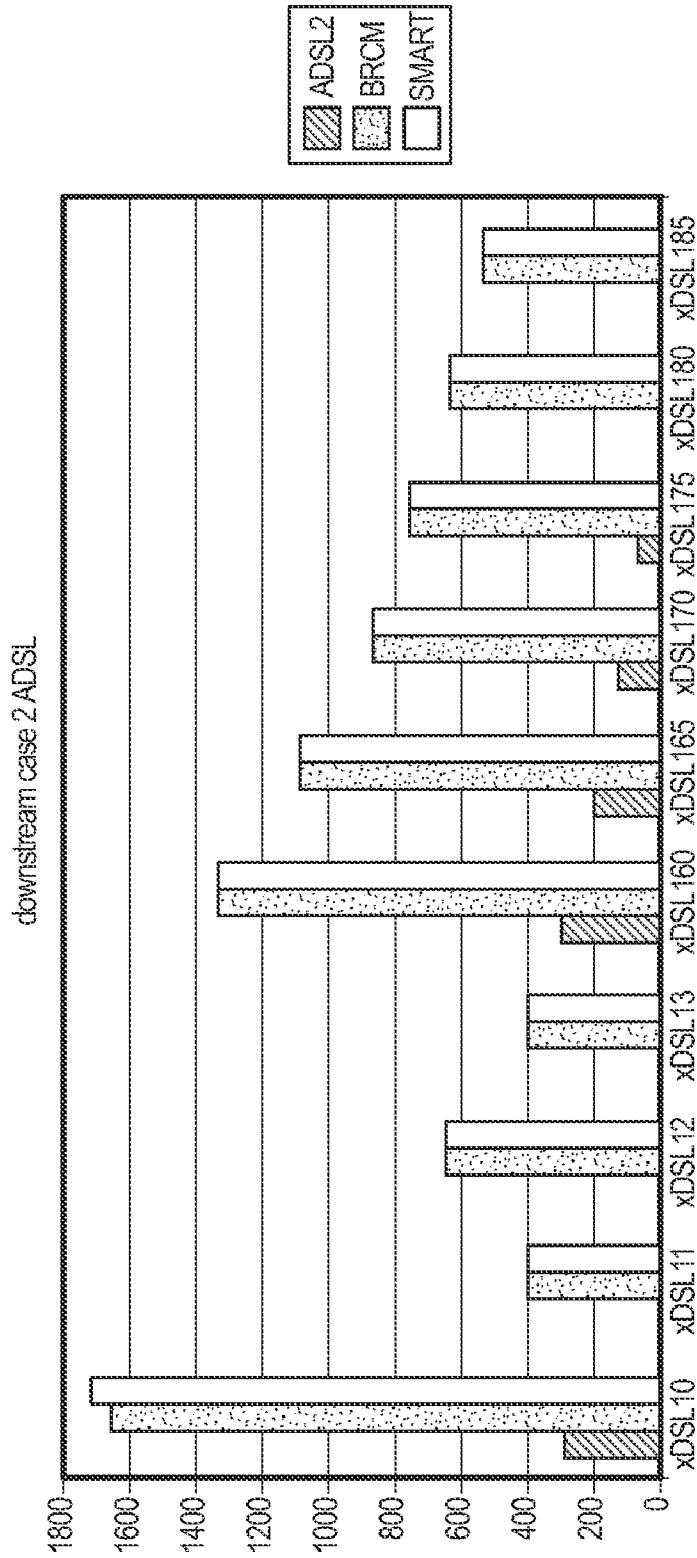 downstream case 2 ADSL
1800
1600
1400
1200
1000
800
600
400
200
0
xDSL10
xDSL11
xDSL12
xDSL13
xDSL160
xDSL165
xDSL170
xDSL175
xDSL180
xDSL185
ADSL2
BRCM
SMART